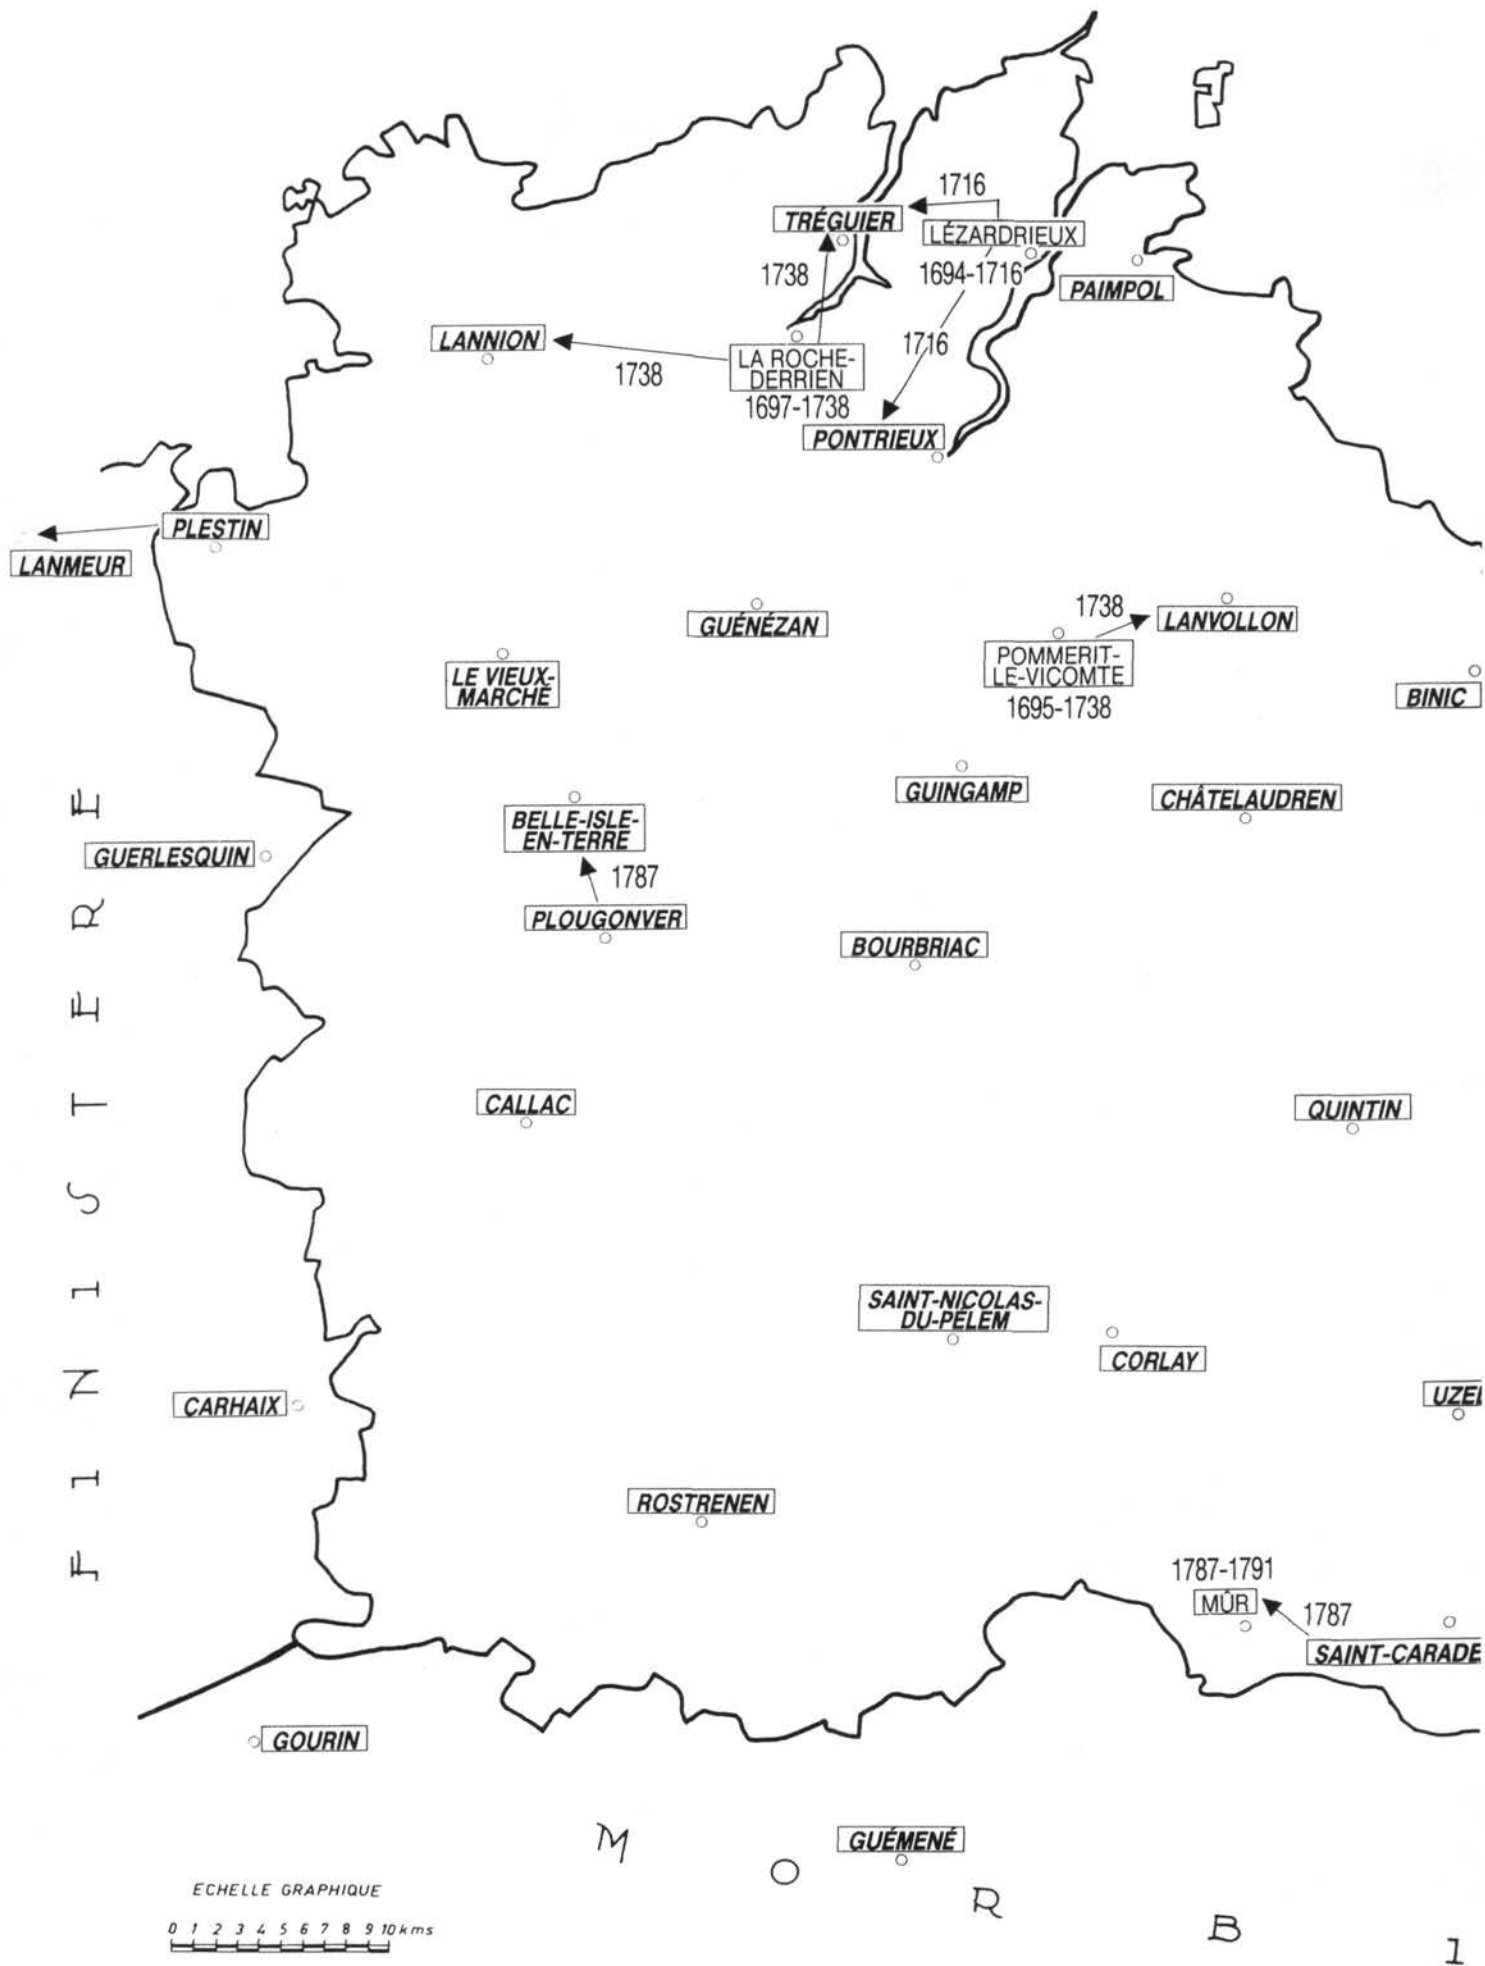 1716
TRÉGUIER
LÉZARDRIEUX
1738
1694-1716
PAIMPOL
LANNION
1716
1738
LA ROCHE-
DERRIEN
1697-1738
PONTRIEUX
PLESTIN
LANMEUR
GUÉNÉZAN
1738
LANVOLLON
LE VIEUX-
MARCHÉ
POMMERIT-
LE-VICOMTE
1695-1738
BINIC
GUINGAMP
CHÂTELAUDREN
BELLE-ISLE-
EN-TERRE
GUERLESQUIN
1787
PLOUGONVER
BOURBRIAC
CALLAC
QUINTIN
FINISTERE
SAINT-NICOLAS-
DU-PÉLEM
CORLAY
CARHAIX
UZEL
ROSTRENEN
1787-1791
MÛR
1787
SAINT-CARADE
GOURIN
GUÉMENÉ
M O R B I
ECHELLE GRAPHIQUE
0 1 2 3 4 5 6 7 8 9 10 kms